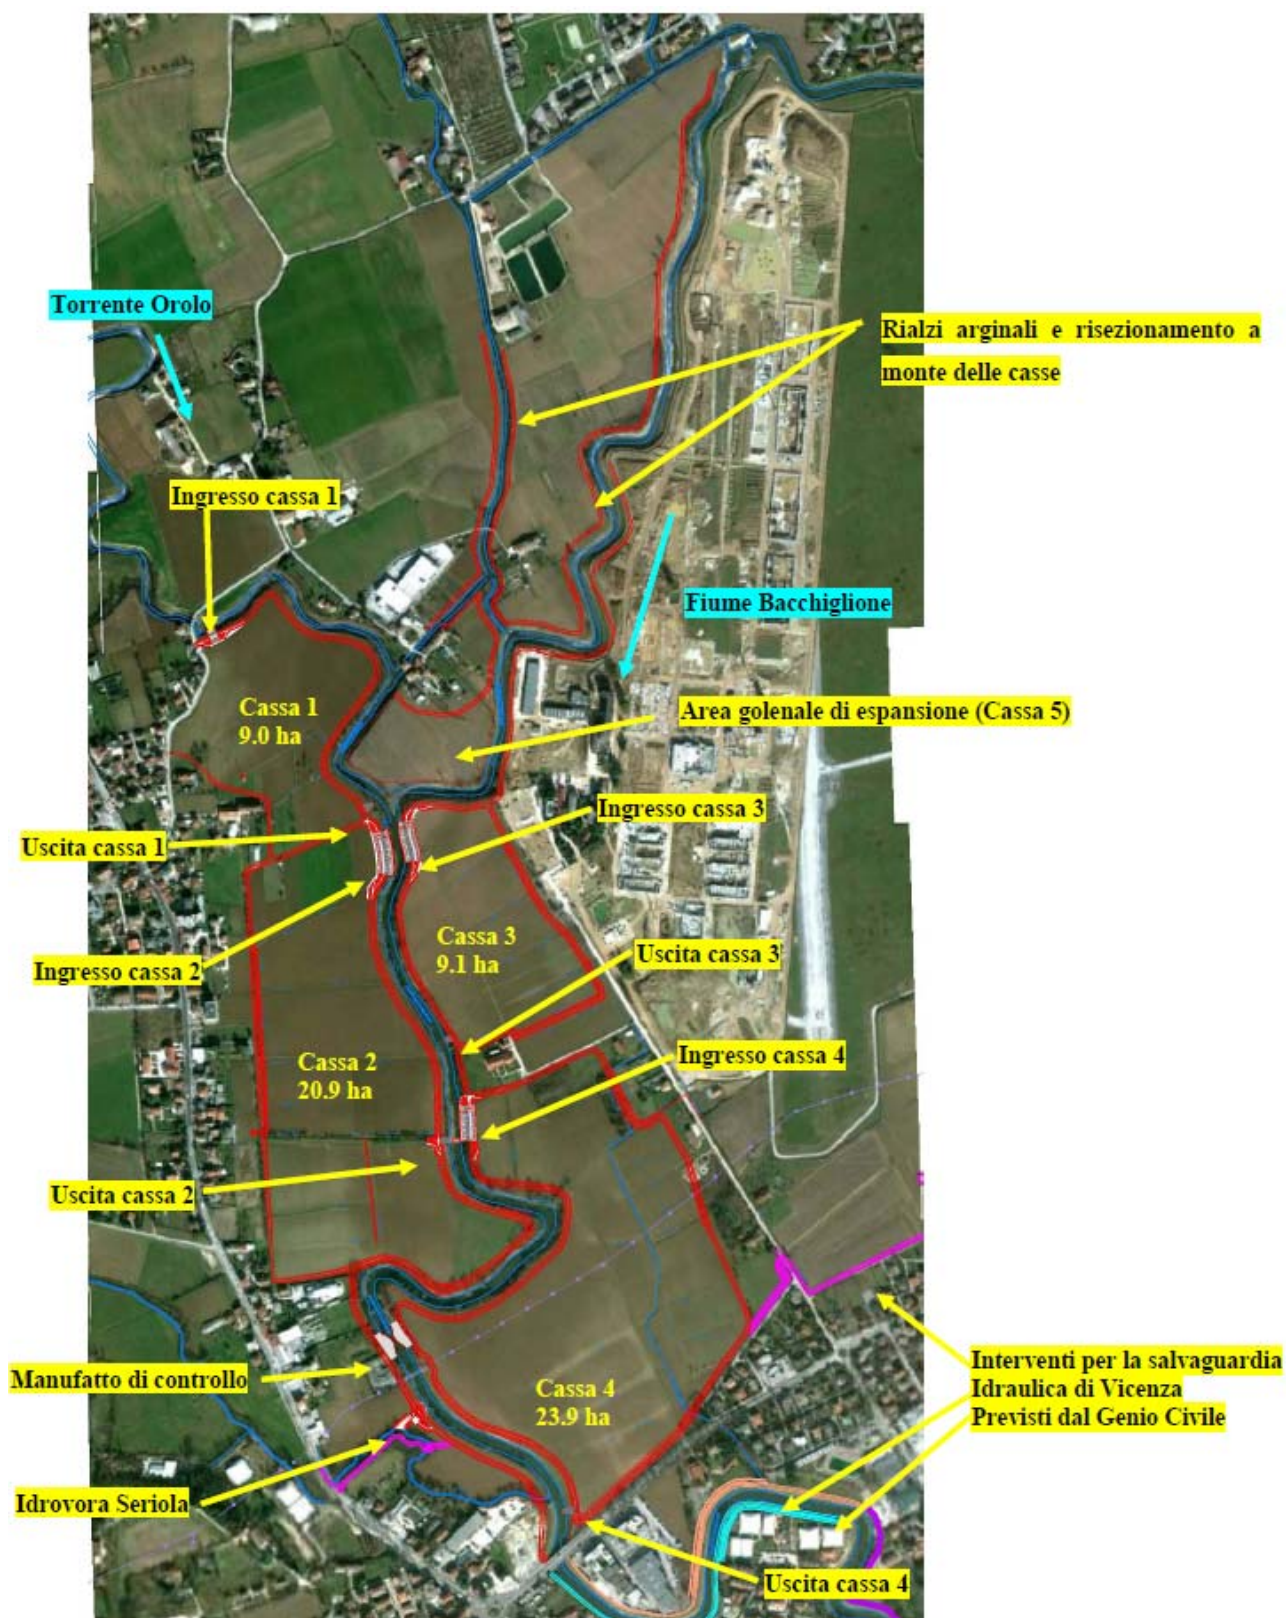 Torrente Orolo
Rialzi arginali e risezionamento a
monte delle casse
Ingresso cassa 1
Fiume Bacchiglione
Cassa 1
9.0 ha
Area golenale di espansione (Cassa 5)
Ingresso cassa 3
Uscita cassa 1
Cassa 3
9.1 ha
Uscita cassa 3
Ingresso cassa 2
Cassa 2
20.9 ha
Ingresso cassa 4
Uscita cassa 2
Manufatto di controllo
Cassa 4
23.9 ha
Interventi per la salvaguardia
Idraulica di Vicenza
Previsti dal Genio Civile
Idrovora Seriola
Uscita cassa 4